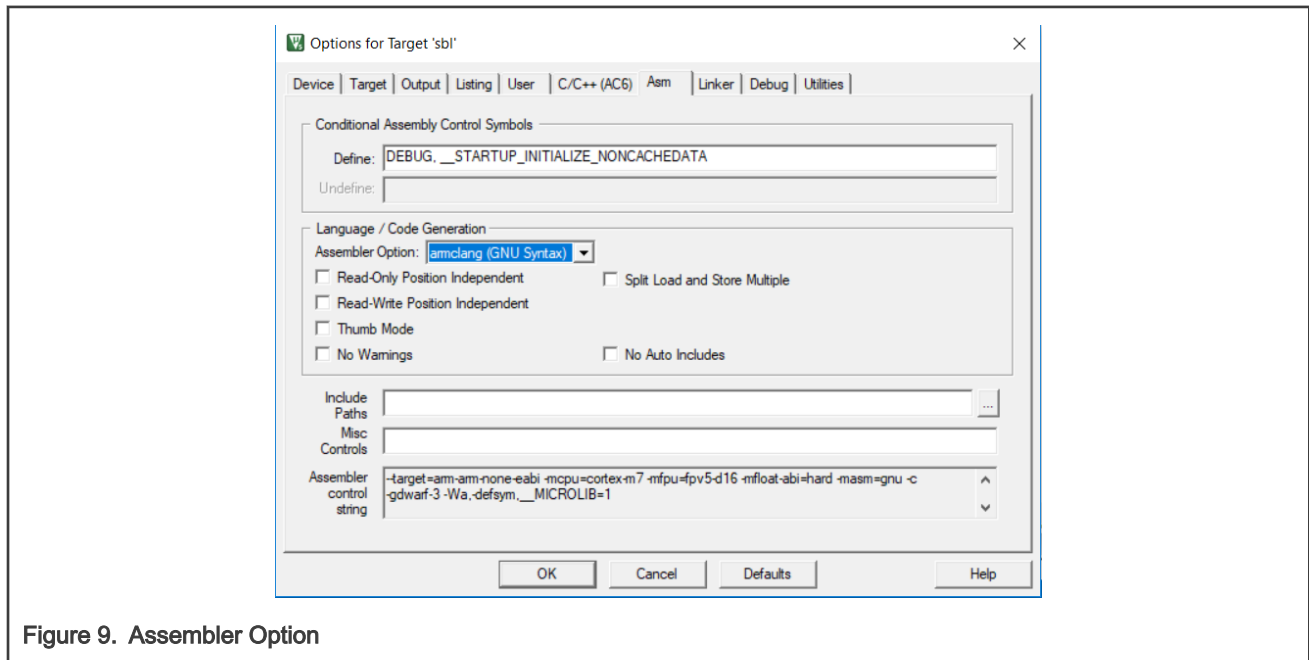 Options for Target 'sbl'
Device Target Output Listing User C/C++ (AC6) Asm Linker Debug Utilities
Conditional Assembly Control Symbols
Define: DEBUG, __STARTUP_INITIALIZE_NONCACHEDATA
Undefine:
Language / Code Generation
Assembler Option: armclang (GNU Syntax)
Read-Only Position Independent Split Load and Store Multiple
Read-Write Position Independent
Thumb Mode
No Warnings No Auto Includes
Include
Paths
...
Misc
Controls
Assembler
control
string
--target=arm-arm-none-eabi -mcpu=cortex-m7 -mfpu=fpv5-d16 -mfloat-abi=hard -masm=gnu -c
-gdwarf-3 -Wa,-defsym,__MICROLIB=1
OK Cancel Defaults Help
Figure 9. Assembler Option